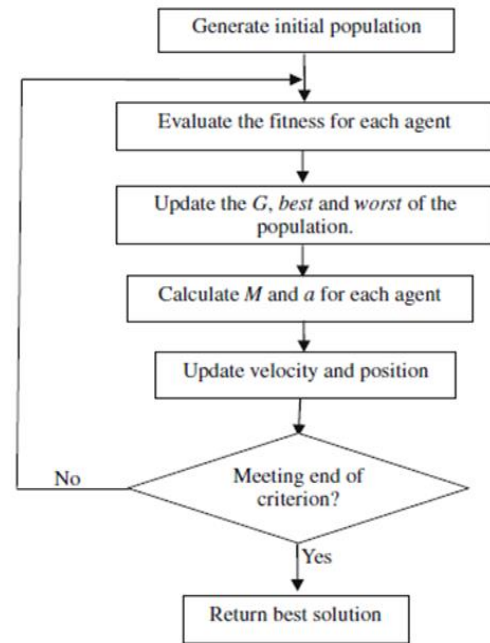 Generate initial population
Evaluate the fitness for each agent
Update the G, best and worst of the
population.
Calculate M and a for each agent
Update velocity and position
Meeting end of
criterion?
No
Yes
Return best solution